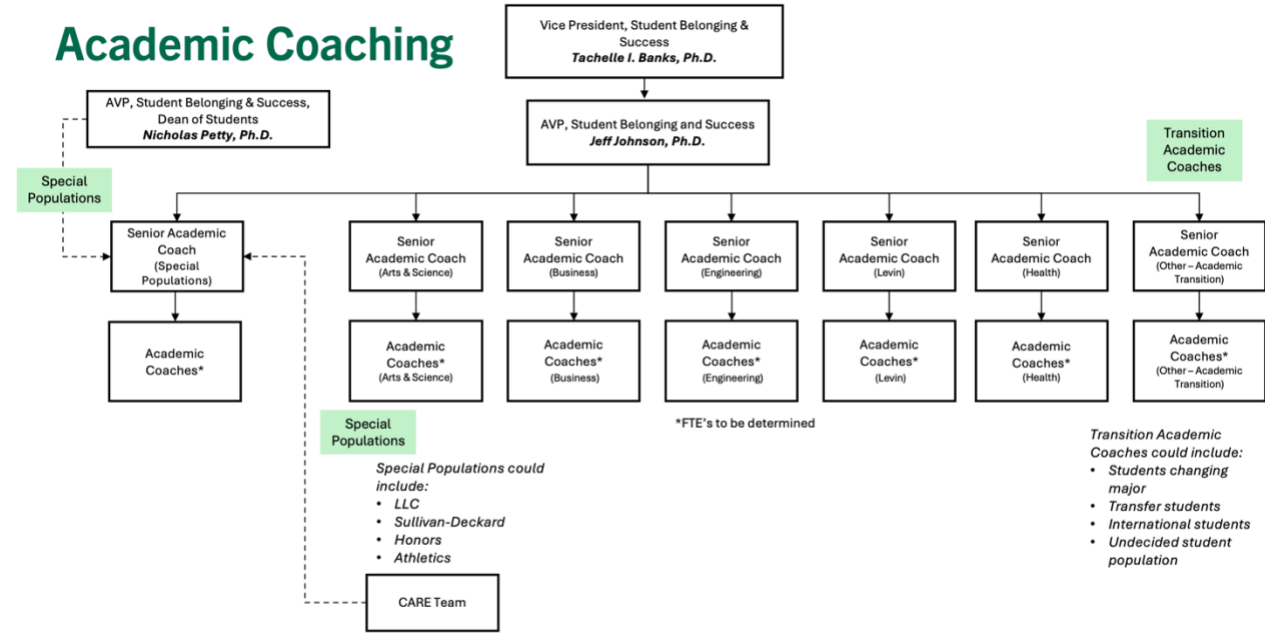 Academic Coaching
Vice President, Student Belonging &
Success
Tachelle I. Banks, Ph.D.
AVP, Student Belonging & Success,
Dean of Students
Nicholas Petty, Ph.D.
AVP, Student Belonging and Success
Jeff Johnson, Ph.D.
Transition
Academic
Coaches
Special
Populations
Senior Academic
Coach
(Special
Populations)
Senior
Academic Coach
(Arts & Science)
Senior
Academic Coach
(Business)
Senior
Academic Coach
(Engineering)
Senior
Academic Coach
(Levin)
Senior
Academic Coach
(Health)
Senior
Academic Coach
(Other – Academic
Transition)
Academic
Coaches*
Academic
Coaches*
(Arts & Science)
Academic
Coaches*
(Business)
Academic
Coaches*
(Engineering)
Academic
Coaches*
(Levin)
Academic
Coaches*
(Health)
Academic
Coaches*
(Other – Academic
Transition)
*FTE's to be determined
Special
Populations
Special Populations could
include:
• LLC
• Sullivan-Deckard
• Honors
• Athletics
Transition Academic
Coaches could include:
• Students changing
major
• Transfer students
• International students
• Undecided student
population
CARE Team